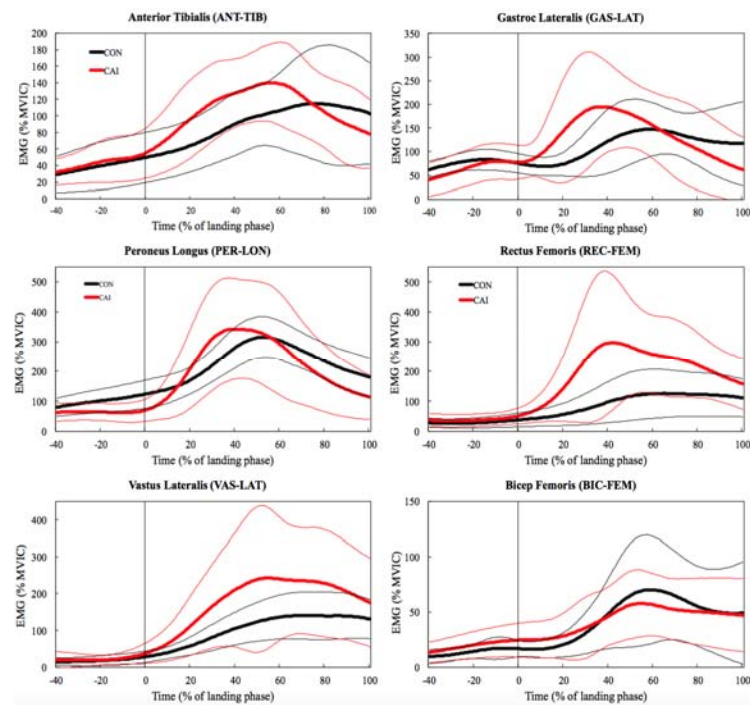 Anterior Tibialis (ANT-TIB)
EMG (% MVIC)
200
180
160
140
120
100
80
60
40
20
0
CON
CAI
-40 -20 0 20 40 60 80 100
Time (% of landing phase)
Gastroc Lateralis (GAS-LAT)
EMG (% MVIC)
350
300
250
200
150
100
50
0
CON
CAI
-40 -20 0 20 40 60 80 100
Time (% of landing phase)
Peroneus Longus (PER-LON)
EMG (% MVIC)
500
400
300
200
100
0
CON
CAI
-40 -20 0 20 40 60 80 100
Time (% of landing phase)
Rectus Femoris (REC-FEM)
EMG (% MVIC)
500
400
300
200
100
0
CON
CAI
-40 -20 0 20 40 60 80 100
Time (% of landing phase)
Vastus Lateralis (VAS-LAT)
EMG (% MVIC)
400
300
200
100
0
-40 -20 0 20 40 60 80 100
Time (% of landing phase)
Bicep Femoris (BIC-FEM)
EMG (% MVIC)
150
100
50
0
-40 -20 0 20 40 60 80 100
Time (% of landing phase)